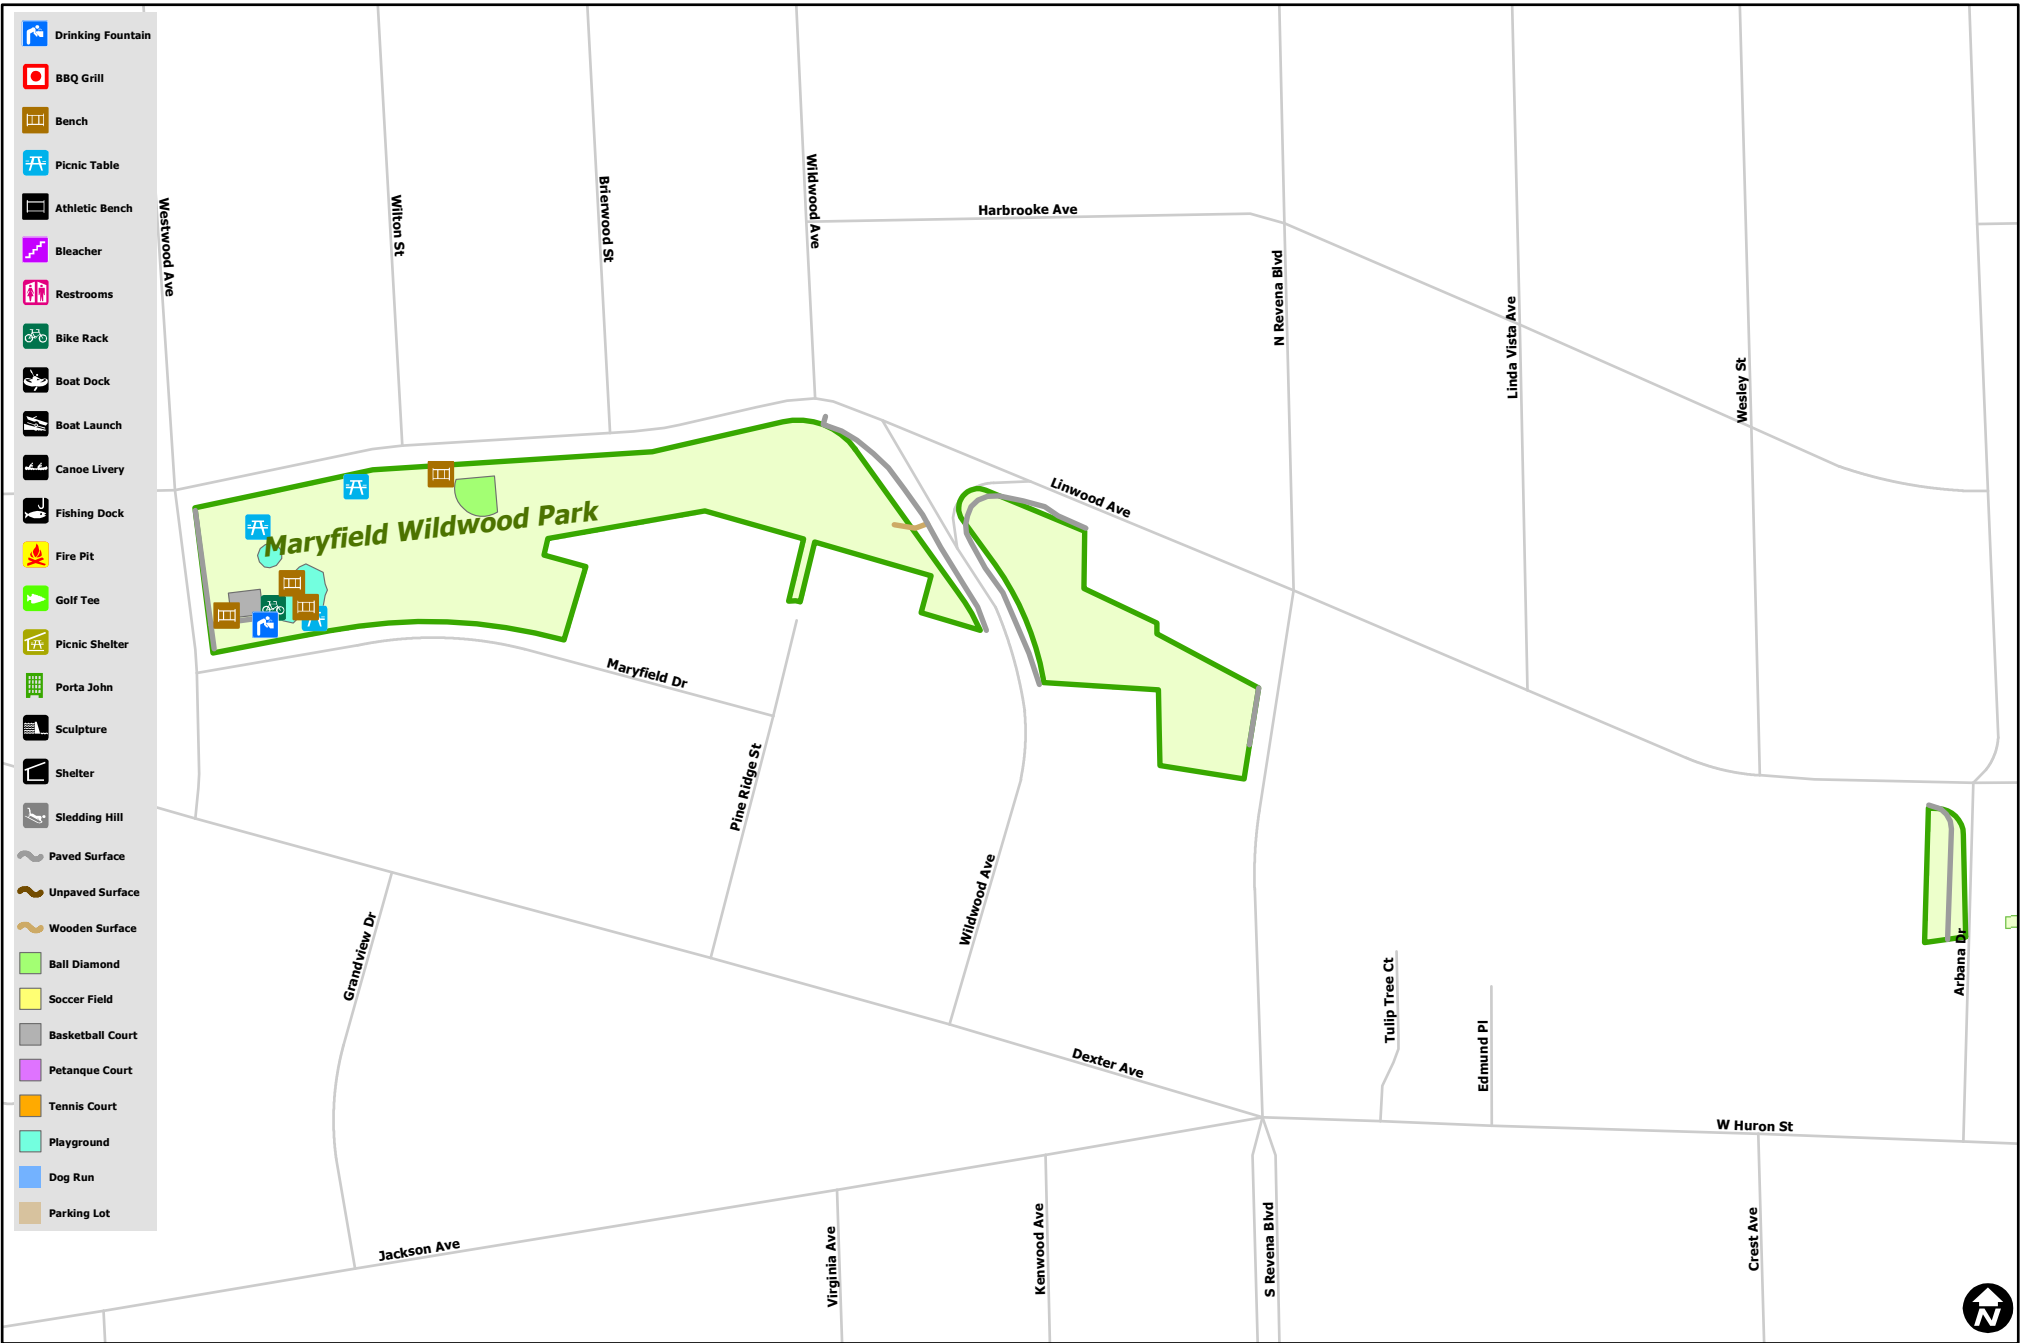 Drinking Fountain
BBQ Grill
Bench
Picnic Table
Athletic Bench
Bleacher
Restrooms
Bike Rack
Boat Dock
Boat Launch
Canoe Livery
Fishing Dock
Fire Pit
Golf Tee
Picnic Shelter
Porta John
Sculpture
Shelter
Sledding Hill
Paved Surface
Unpaved Surface
Wooden Surface
Ball Diamond
Soccer Field
Basketball Court
Petanque Court
Tennis Court
Playground
Dog Run
Parking Lot
Westwood Ave
Wilton St
Brierwood St
Wildwood Ave
Harbrooke Ave
N Revena Blvd
Linda Vista Ave
Wesley St
Linwood Ave
Maryfield Wildwood Park
Maryfield Dr
Pine Ridge St
Wildwood Ave
Grandview Dr
Dexter Ave
Tulip Tree Ct
Edmund Pl
Arbana Dr
W Huron St
Jackson Ave
Virginia Ave
Kenwood Ave
S Revena Blvd
Crest Ave
N